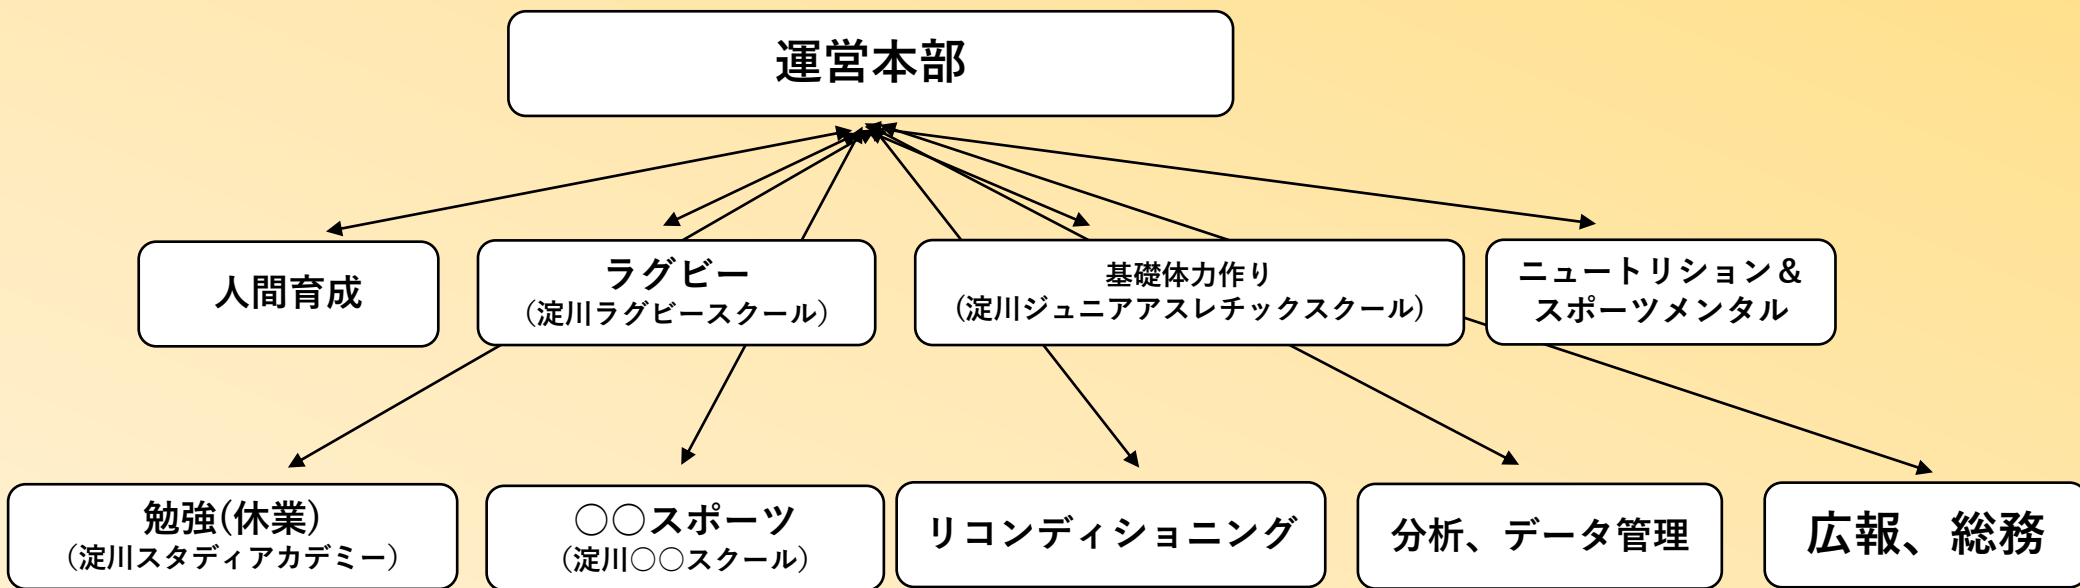 運営本部
人間育成
ラグビー
(淀川ラグビースクール)
基礎体力作り
(淀川ジュニアアスレチックスクール)
ニュートリション＆
スポーツメンタル
勉強(休業)
(淀川スタディアカデミー)
○○スポーツ
(淀川○○スクール)
リコンディショニング
分析、データ管理
広報、総務